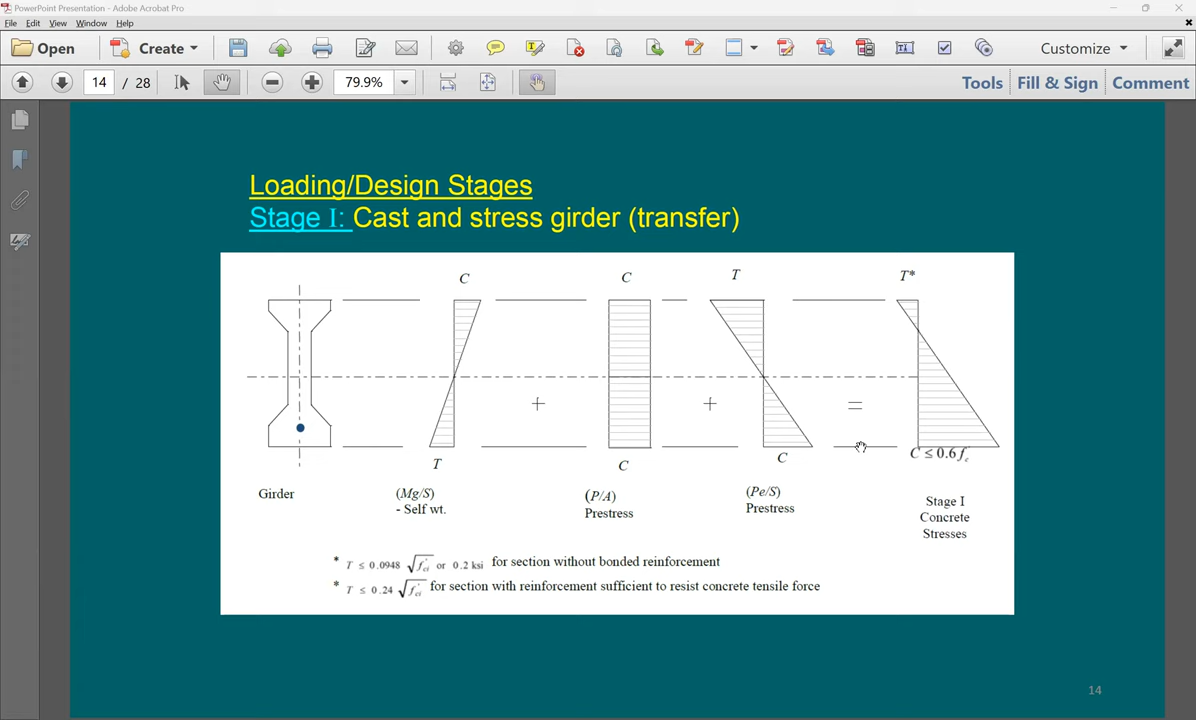 PowerPoint Presentation - Adobe Acrobat Pro
File Edit View Window Help
Open Create Customize
14 / 28 79.9% Tools Fill & Sign Comment
Loading/Design Stages
Stage I: Cast and stress girder (transfer)
C C T T*
+ + =
T C C C ≤ 0.6 f'c
Girder (Mg/S) (P/A) (Pe/S) Stage I
- Self wt. Prestress Prestress Concrete
Stresses
* T ≤ 0.0948 √f'ci or 0.2 ksi for section without bonded reinforcement
* T ≤ 0.24 √f'ci for section with reinforcement sufficient to resist concrete tensile force
14